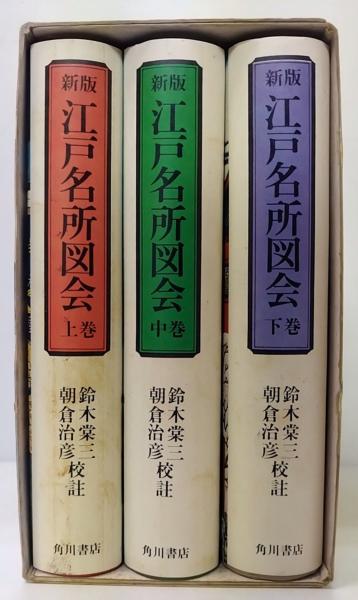 新版
江戸名所図会
上巻
鈴木棠三
朝倉治彦
校註
角川書店
新版
江戸名所図会
中巻
鈴木棠三
朝倉治彦
校註
角川書店
新版
江戸名所図会
下巻
鈴木棠三
朝倉治彦
校註
角川書店